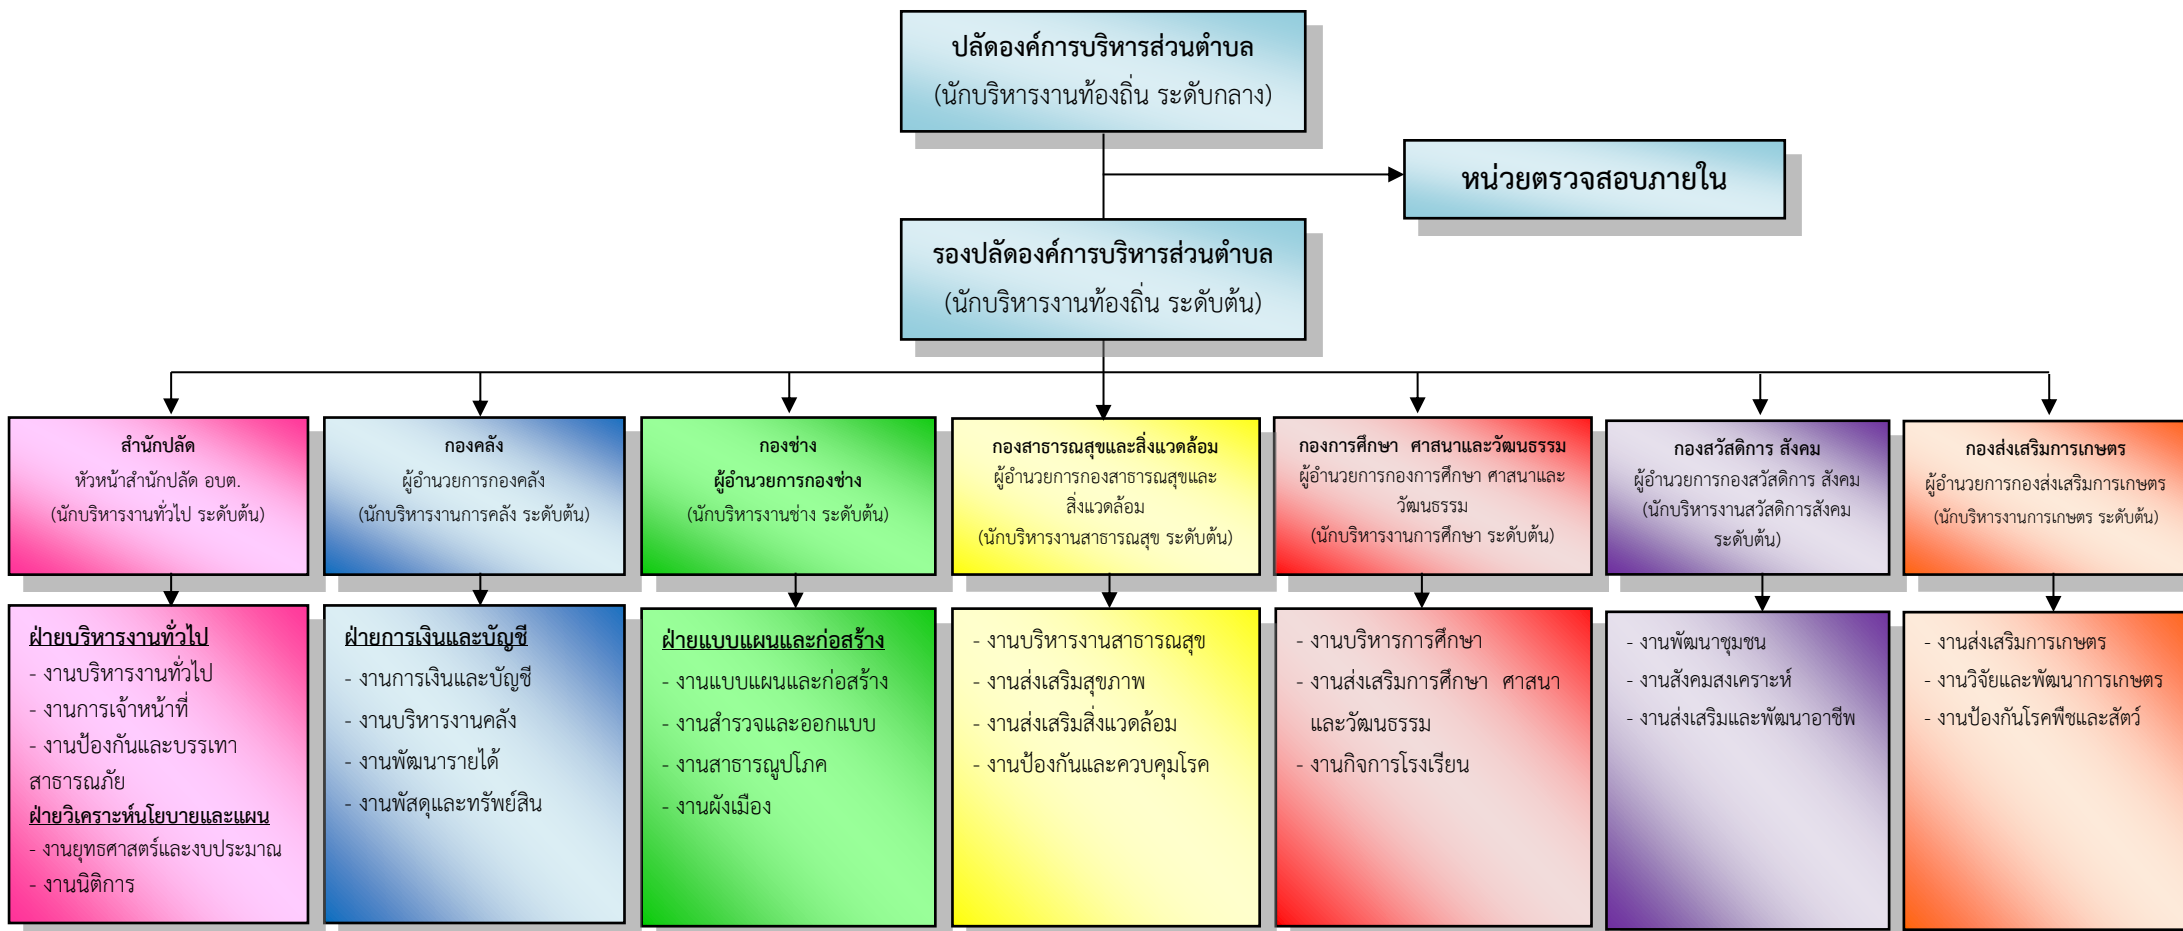 ปลัดองค์การบริหารส่วนตำบล
(นักบริหารงานท้องถิ่น ระดับกลาง)
หน่วยตรวจสอบภายใน
รองปลัดองค์การบริหารส่วนตำบล
(นักบริหารงานท้องถิ่น ระดับต้น)
สำนักปลัด
หัวหน้าสำนักปลัด อบต.
(นักบริหารงานทั่วไป ระดับต้น)
กองคลัง
ผู้อำนวยการกองคลัง
(นักบริหารงานการคลัง ระดับต้น)
กองช่าง
ผู้อำนวยการกองช่าง
(นักบริหารงานช่าง ระดับต้น)
กองสาธารณสุขและสิ่งแวดล้อม
ผู้อำนวยการกองสาธารณสุขและ
สิ่งแวดล้อม
(นักบริหารงานสาธารณสุข ระดับต้น)
กองการศึกษา ศาสนาและวัฒนธรรม
ผู้อำนวยการกองการศึกษา ศาสนาและ
วัฒนธรรม
(นักบริหารงานการศึกษา ระดับต้น)
กองสวัสดิการ สังคม
ผู้อำนวยการกองสวัสดิการ สังคม
(นักบริหารงานสวัสดิการสังคม
ระดับต้น)
กองส่งเสริมการเกษตร
ผู้อำนวยการกองส่งเสริมการเกษตร
(นักบริหารงานการเกษตร ระดับต้น)
ฝ่ายบริหารงานทั่วไป
- งานบริหารงานทั่วไป
- งานการเจ้าหน้าที่
- งานป้องกันและบรรเทา
สาธารณภัย
ฝ่ายวิเคราะห์นโยบายและแผน
- งานยุทธศาสตร์และงบประมาณ
- งานนิติการ
ฝ่ายการเงินและบัญชี
- งานการเงินและบัญชี
- งานบริหารงานคลัง
- งานพัฒนารายได้
- งานพัสดุและทรัพย์สิน
ฝ่ายแบบแผนและก่อสร้าง
- งานแบบแผนและก่อสร้าง
- งานสำรวจและออกแบบ
- งานสาธารณูปโภค
- งานผังเมือง
- งานบริหารงานสาธารณสุข
- งานส่งเสริมสุขภาพ
- งานส่งเสริมสิ่งแวดล้อม
- งานป้องกันและควบคุมโรค
- งานบริหารการศึกษา
- งานส่งเสริมการศึกษา ศาสนา
และวัฒนธรรม
- งานกิจการโรงเรียน
- งานพัฒนาชุมชน
- งานสังคมสงเคราะห์
- งานส่งเสริมและพัฒนาอาชีพ
- งานส่งเสริมการเกษตร
- งานวิจัยและพัฒนาการเกษตร
- งานป้องกันโรคพืชและสัตว์